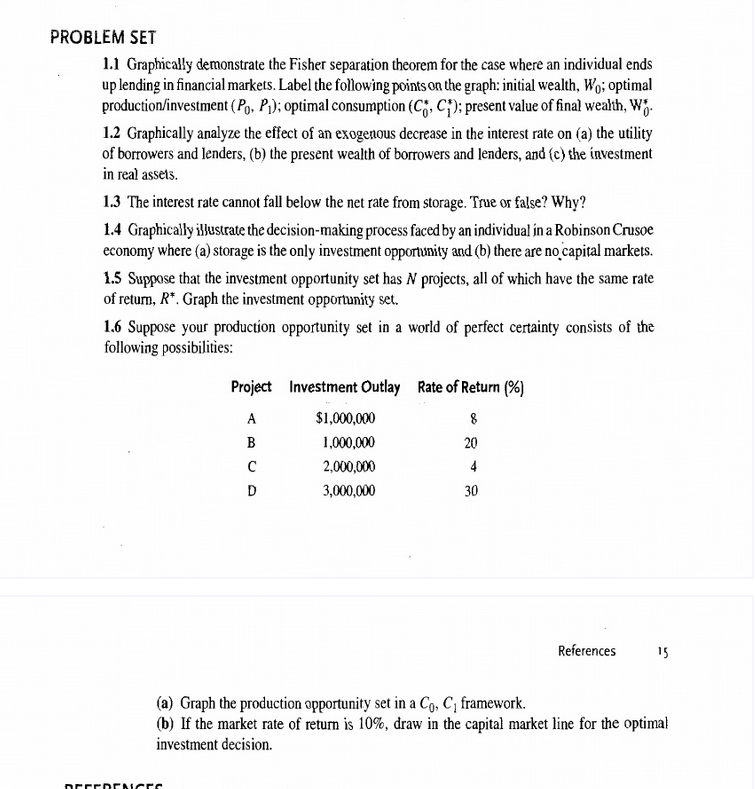 PROBLEM SET
1.1 Graphically demonstrate the Fisher separation theorem for the case where an individual ends
up lending in financial markets. Label the following points on the graph: initial wealth, W₀; optimal
production/investment (P₀, P₁); optimal consumption (C₀*, C₁*); present value of final wealth, W₀*.
1.2 Graphically analyze the effect of an exogenous decrease in the interest rate on (a) the utility
of borrowers and lenders, (b) the present wealth of borrowers and lenders, and (c) the investment
in real assets.
1.3 The interest rate cannot fall below the net rate from storage. True or false? Why?
1.4 Graphically illustrate the decision-making process faced by an individual in a Robinson Crusoe
economy where (a) storage is the only investment opportunity and (b) there are no capital markets.
1.5 Suppose that the investment opportunity set has N projects, all of which have the same rate
of return, R*. Graph the investment opportunity set.
1.6 Suppose your production opportunity set in a world of perfect certainty consists of the
following possibilities:
Project Investment Outlay Rate of Return (%)
A $1,000,000 8
B 1,000,000 20
C 2,000,000 4
D 3,000,000 30
References 15
(a) Graph the production opportunity set in a C₀, C₁ framework.
(b) If the market rate of return is 10%, draw in the capital market line for the optimal
investment decision.
REFERENCES